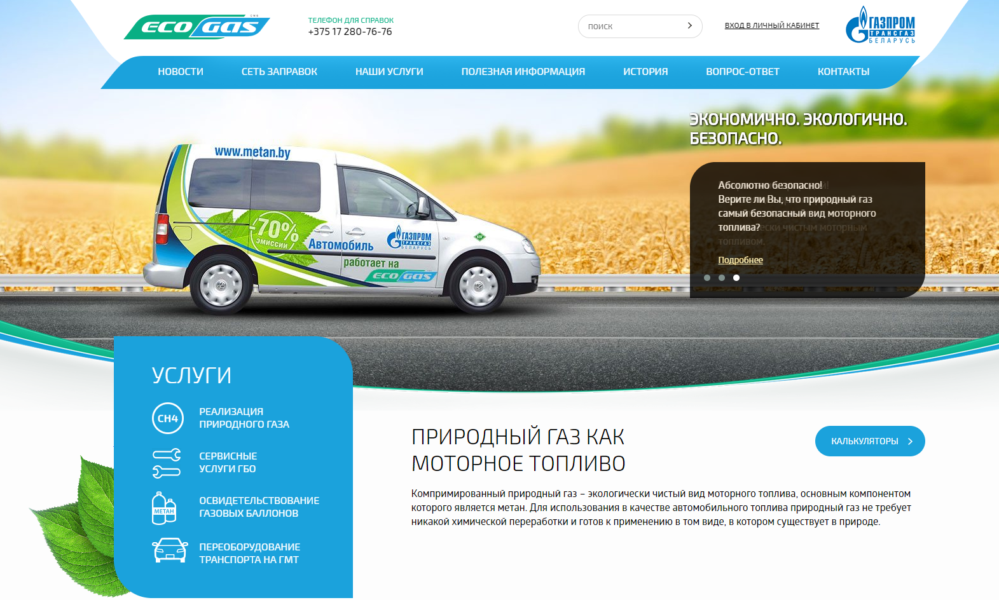 ECO GAS
CNG
ТЕЛЕФОН ДЛЯ СПРАВОК
+375 17 280-76-76
ПОИСК
ВХОД В ЛИЧНЫЙ КАБИНЕТ
ГАЗПРОМ
ТРАНСГАЗ
БЕЛАРУСЬ
НОВОСТИ
СЕТЬ ЗАПРАВОК
НАШИ УСЛУГИ
ПОЛЕЗНАЯ ИНФОРМАЦИЯ
ИСТОРИЯ
ВОПРОС-ОТВЕТ
КОНТАКТЫ
ЭКОНОМИЧНО. ЭКОЛОГИЧНО.
БЕЗОПАСНО.
www.metan.by
-70%
эмиссии
Автомобиль
работает на
ECO GAS
ГАЗПРОМ
ТРАНСГАЗ
БЕЛАРУСЬ
Абсолютно безопасно!
Верите ли Вы, что природный газ
самый безопасный вид моторного
топлива?
чистым моторным
топливом.
Подробнее
УСЛУГИ
CH4
РЕАЛИЗАЦИЯ
ПРИРОДНОГО ГАЗА
СЕРВИСНЫЕ
УСЛУГИ ГБО
МЕТАН
ОСВИДЕТЕЛЬСТВОВАНИЕ
ГАЗОВЫХ БАЛЛОНОВ
ПЕРЕОБОРУДОВАНИЕ
ТРАНСПОРТА НА ГМТ
ПРИРОДНЫЙ ГАЗ КАК
МОТОРНОЕ ТОПЛИВО
КАЛЬКУЛЯТОРЫ
Компримированный природный газ – экологически чистый вид моторного топлива, основным компонентом
которого является метан. Для использования в качестве автомобильного топлива природный газ не требует
никакой химической переработки и готов к применению в том виде, в котором существует в природе.